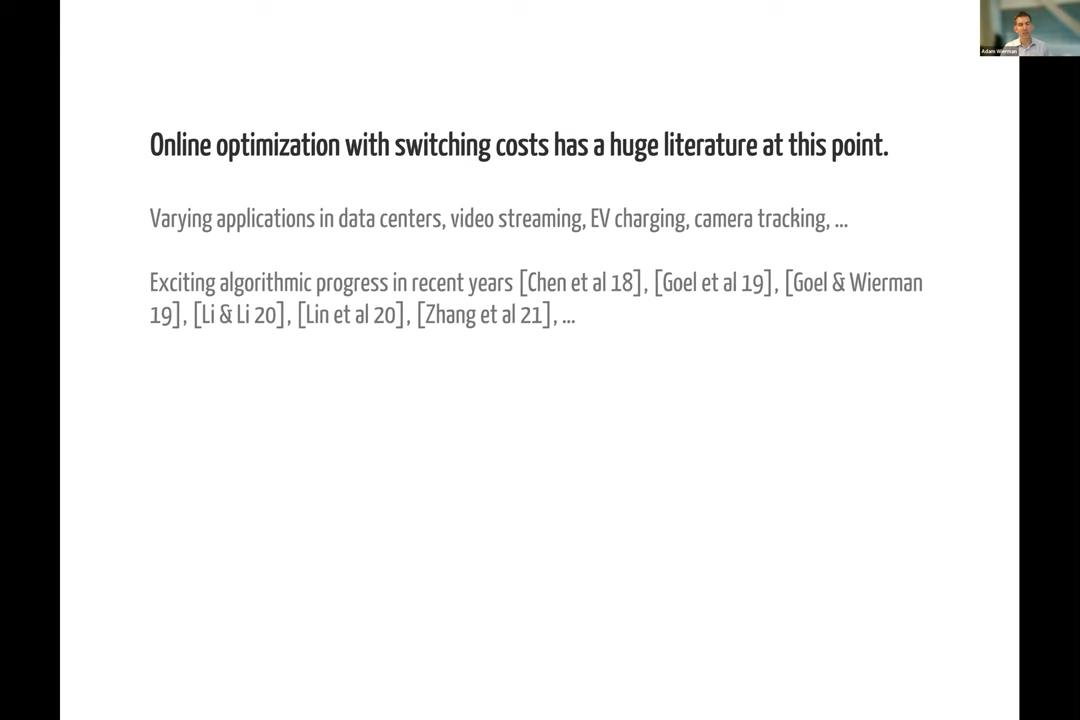 Adam Wierman
Online optimization with switching costs has a huge literature at this point.
Varying applications in data centers, video streaming, EV charging, camera tracking, ...
Exciting algorithmic progress in recent years [Chen et al 18], [Goel et al 19], [Goel & Wierman
19], [Li & Li 20], [Lin et al 20], [Zhang et al 21], ...